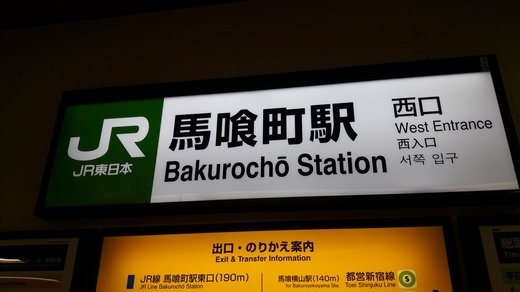 JR
JR東日本
馬喰町駅
Bakurochō Station
西口
West Entrance
西入口
서쪽 입구
出口・のりかえ案内
Exit & Transfer Information
JR線 馬喰町駅東口(190m)
JR Line Bakurochō Station
馬喰横山駅(140m)
for Bakuroyokoyama Sta.
都営新宿線
Toei Shinjuku Line
S